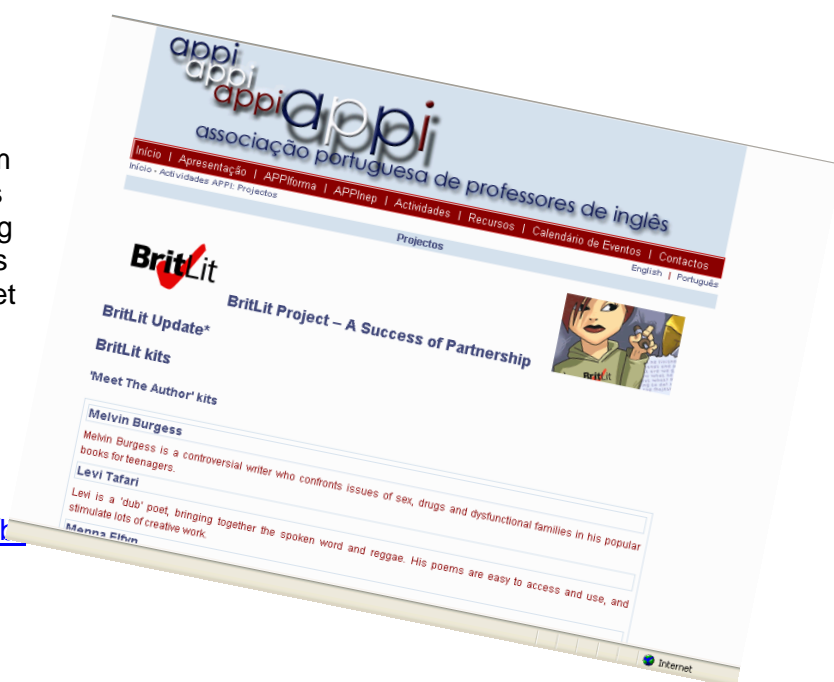 appi
appi
appi
appi
associação portuguesa de professores de inglês
Início | Apresentação | APPIforma | APPInep | Actividades | Recursos | Calendário de Eventos | Contactos
Início · Actividades APPI: Projectos
Projectos
English | Português
BritLit
BritLit Project – A Success of Partnership
BritLit
BritLit Update*
BritLit kits
'Meet The Author' kits
Melvin Burgess
Melvin Burgess is a controversial writer who confronts issues of sex, drugs and dysfunctional families in his popular
books for teenagers.
Levi Tafari
Levi is a 'dub' poet, bringing together the spoken word and reggae. His poems are easy to access and use, and
stimulate lots of creative work.
Menna Elfyn
Internet